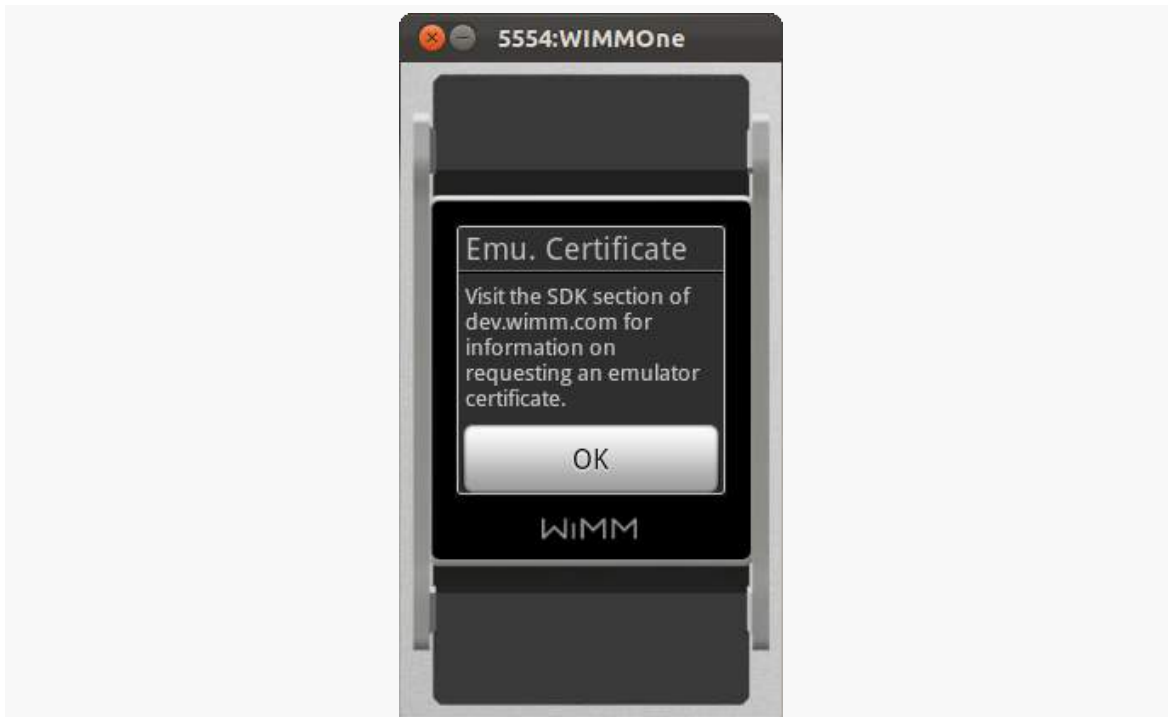 5554:WIMMOne
Emu. Certificate
Visit the SDK section of
dev.wimm.com for
information on
requesting an emulator
certificate.
OK
WiMM